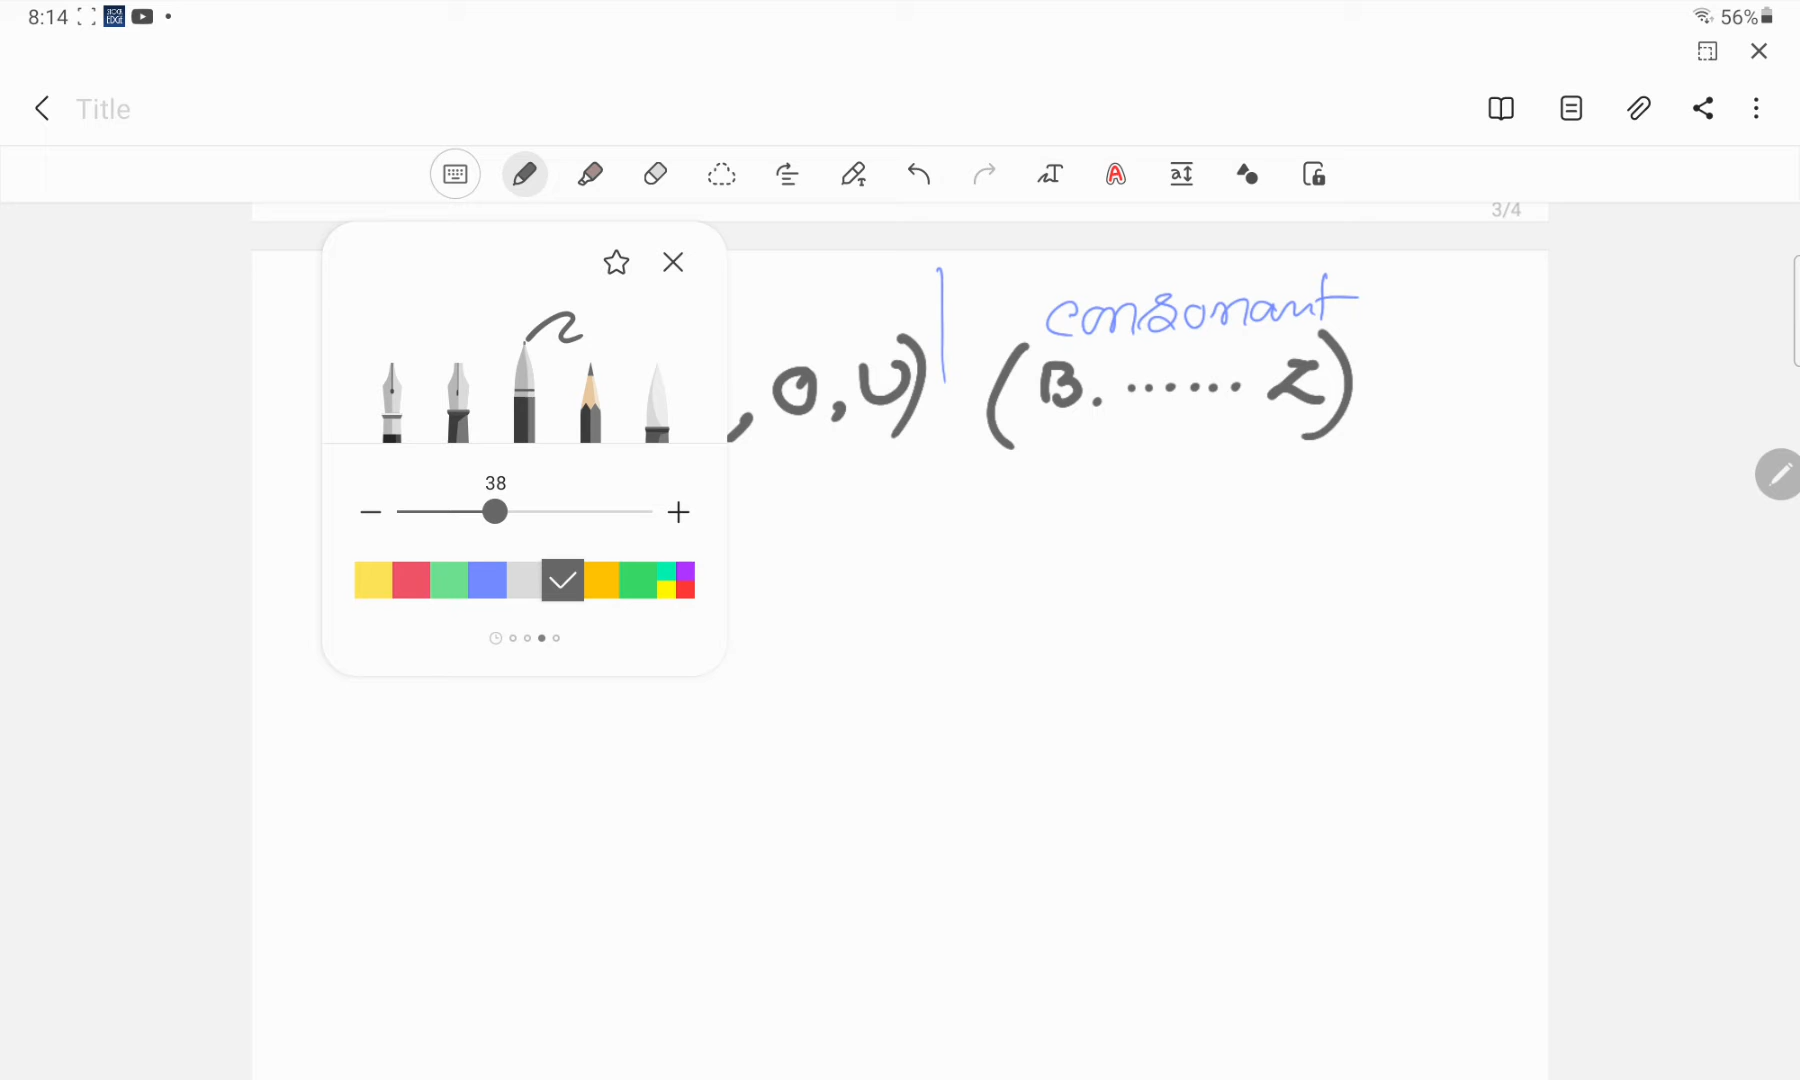 8:14
56%
Title
3/4
consonant
, O, U) (B. ...... Z)
38